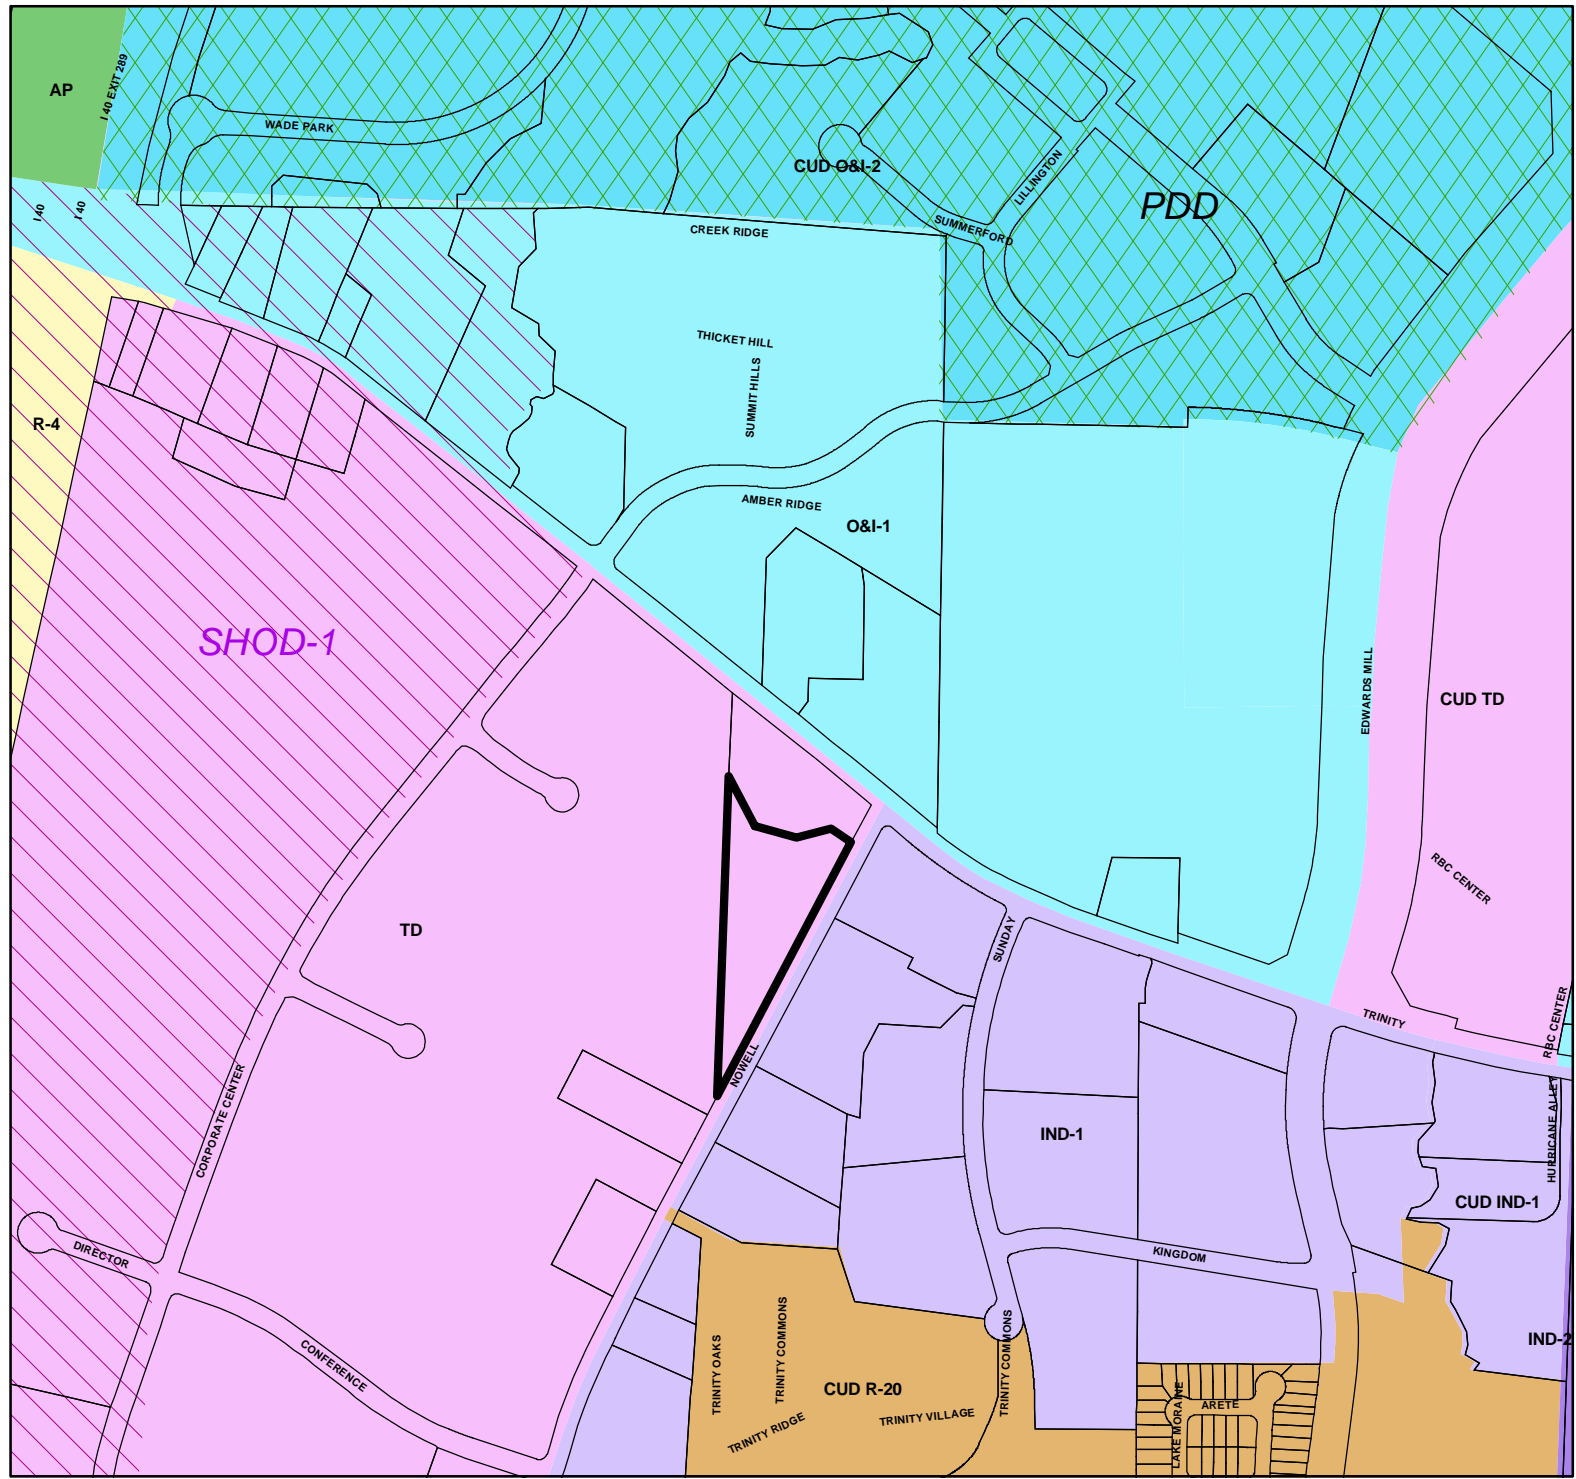 AP
I 40 EXIT 289
WADE PARK
CUD O&I-2
LILLINGTON
PDD
I 40
I 40
SUMMERFORD
CREEK RIDGE
THICKET HILL
SUMMIT HILLS
R-4
AMBER RIDGE
O&I-1
SHOD-1
EDWARDS MILL
CUD TD
RBC CENTER
TD
SUNDAY
TRINITY
RBC CENTER
NOWELL
CORPORATE CENTER
IND-1
HURRICANE ALLEY
CUD IND-1
DIRECTOR
KINGDOM
CONFERENCE
TRINITY OAKS
TRINITY COMMONS
TRINITY COMMONS
IND-2
CUD R-20
LAKE MORAINE
ARETE
TRINITY RIDGE
TRINITY VILLAGE